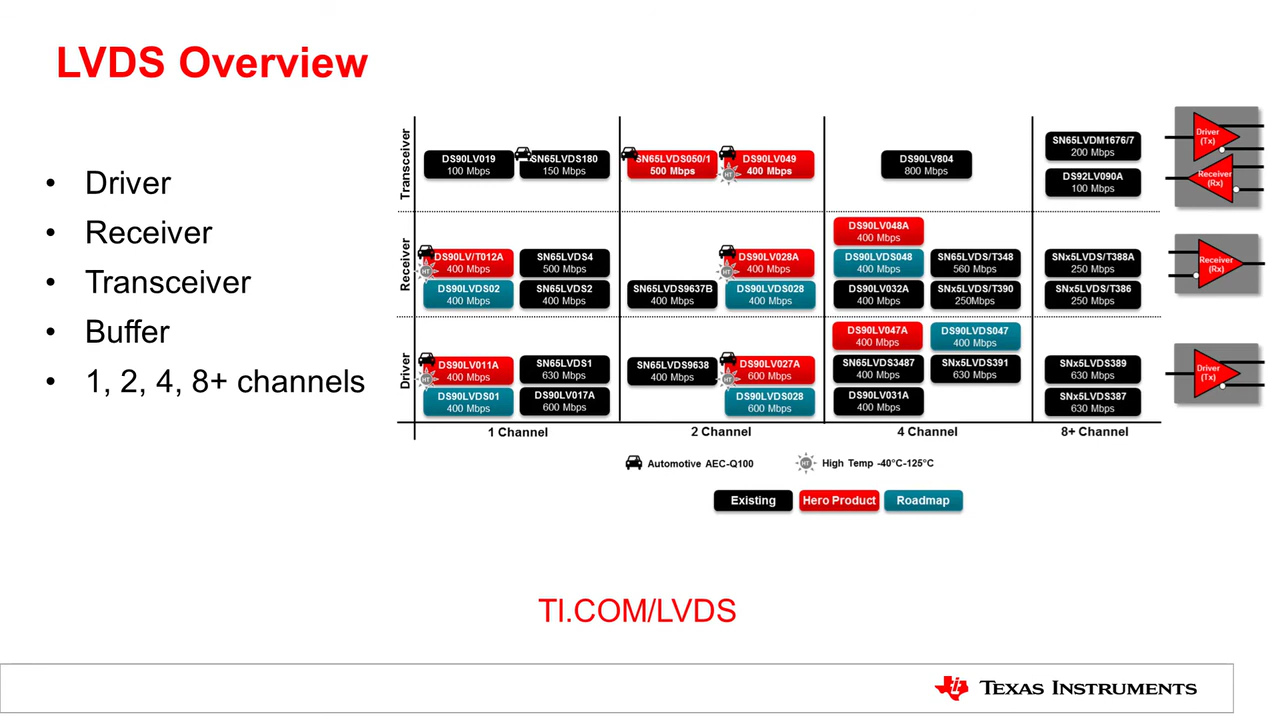 LVDS Overview
• Driver
• Receiver
• Transceiver
• Buffer
• 1, 2, 4, 8+ channels
Transceiver
DS90LV019
100 Mbps
SN65LVDS180
150 Mbps
SN65LVDS050/1
500 Mbps
DS90LV049
400 Mbps
HT
DS90LV804
800 Mbps
SN65LVDM1676/7
200 Mbps
DS92LV090A
100 Mbps
Driver
(Tx)
Receiver
(Rx)
Receiver
DS90LV/T012A
400 Mbps
HT
DS90LVDS02
400 Mbps
SN65LVDS4
500 Mbps
SN65LVDS2
400 Mbps
SN65LVDS9637B
400 Mbps
DS90LV028A
400 Mbps
HT
DS90LVDS028
400 Mbps
DS90LV048A
400 Mbps
DS90LVDS048
400 Mbps
DS90LV032A
400 Mbps
SN65LVDS/T348
560 Mbps
SNx5LVDS/T390
250Mbps
SNx5LVDS/T388A
250 Mbps
SNx5LVDS/T386
250 Mbps
Receiver
(Rx)
Driver
DS90LV011A
400 Mbps
HT
DS90LVDS01
400 Mbps
SN65LVDS1
630 Mbps
DS90LV017A
600 Mbps
SN65LVDS9638
400 Mbps
DS90LV027A
600 Mbps
HT
DS90LVDS028
600 Mbps
DS90LV047A
400 Mbps
SN65LVDS3487
400 Mbps
DS90LV031A
400 Mbps
DS90LVDS047
400 Mbps
SNx5LVDS391
630 Mbps
SNx5LVDS389
630 Mbps
SNx5LVDS387
630 Mbps
Driver
(Tx)
1 Channel
2 Channel
4 Channel
8+ Channel
Automotive AEC-Q100
HT
High Temp -40°C-125°C
Existing
Hero Product
Roadmap
TI.COM/LVDS
TEXAS INSTRUMENTS